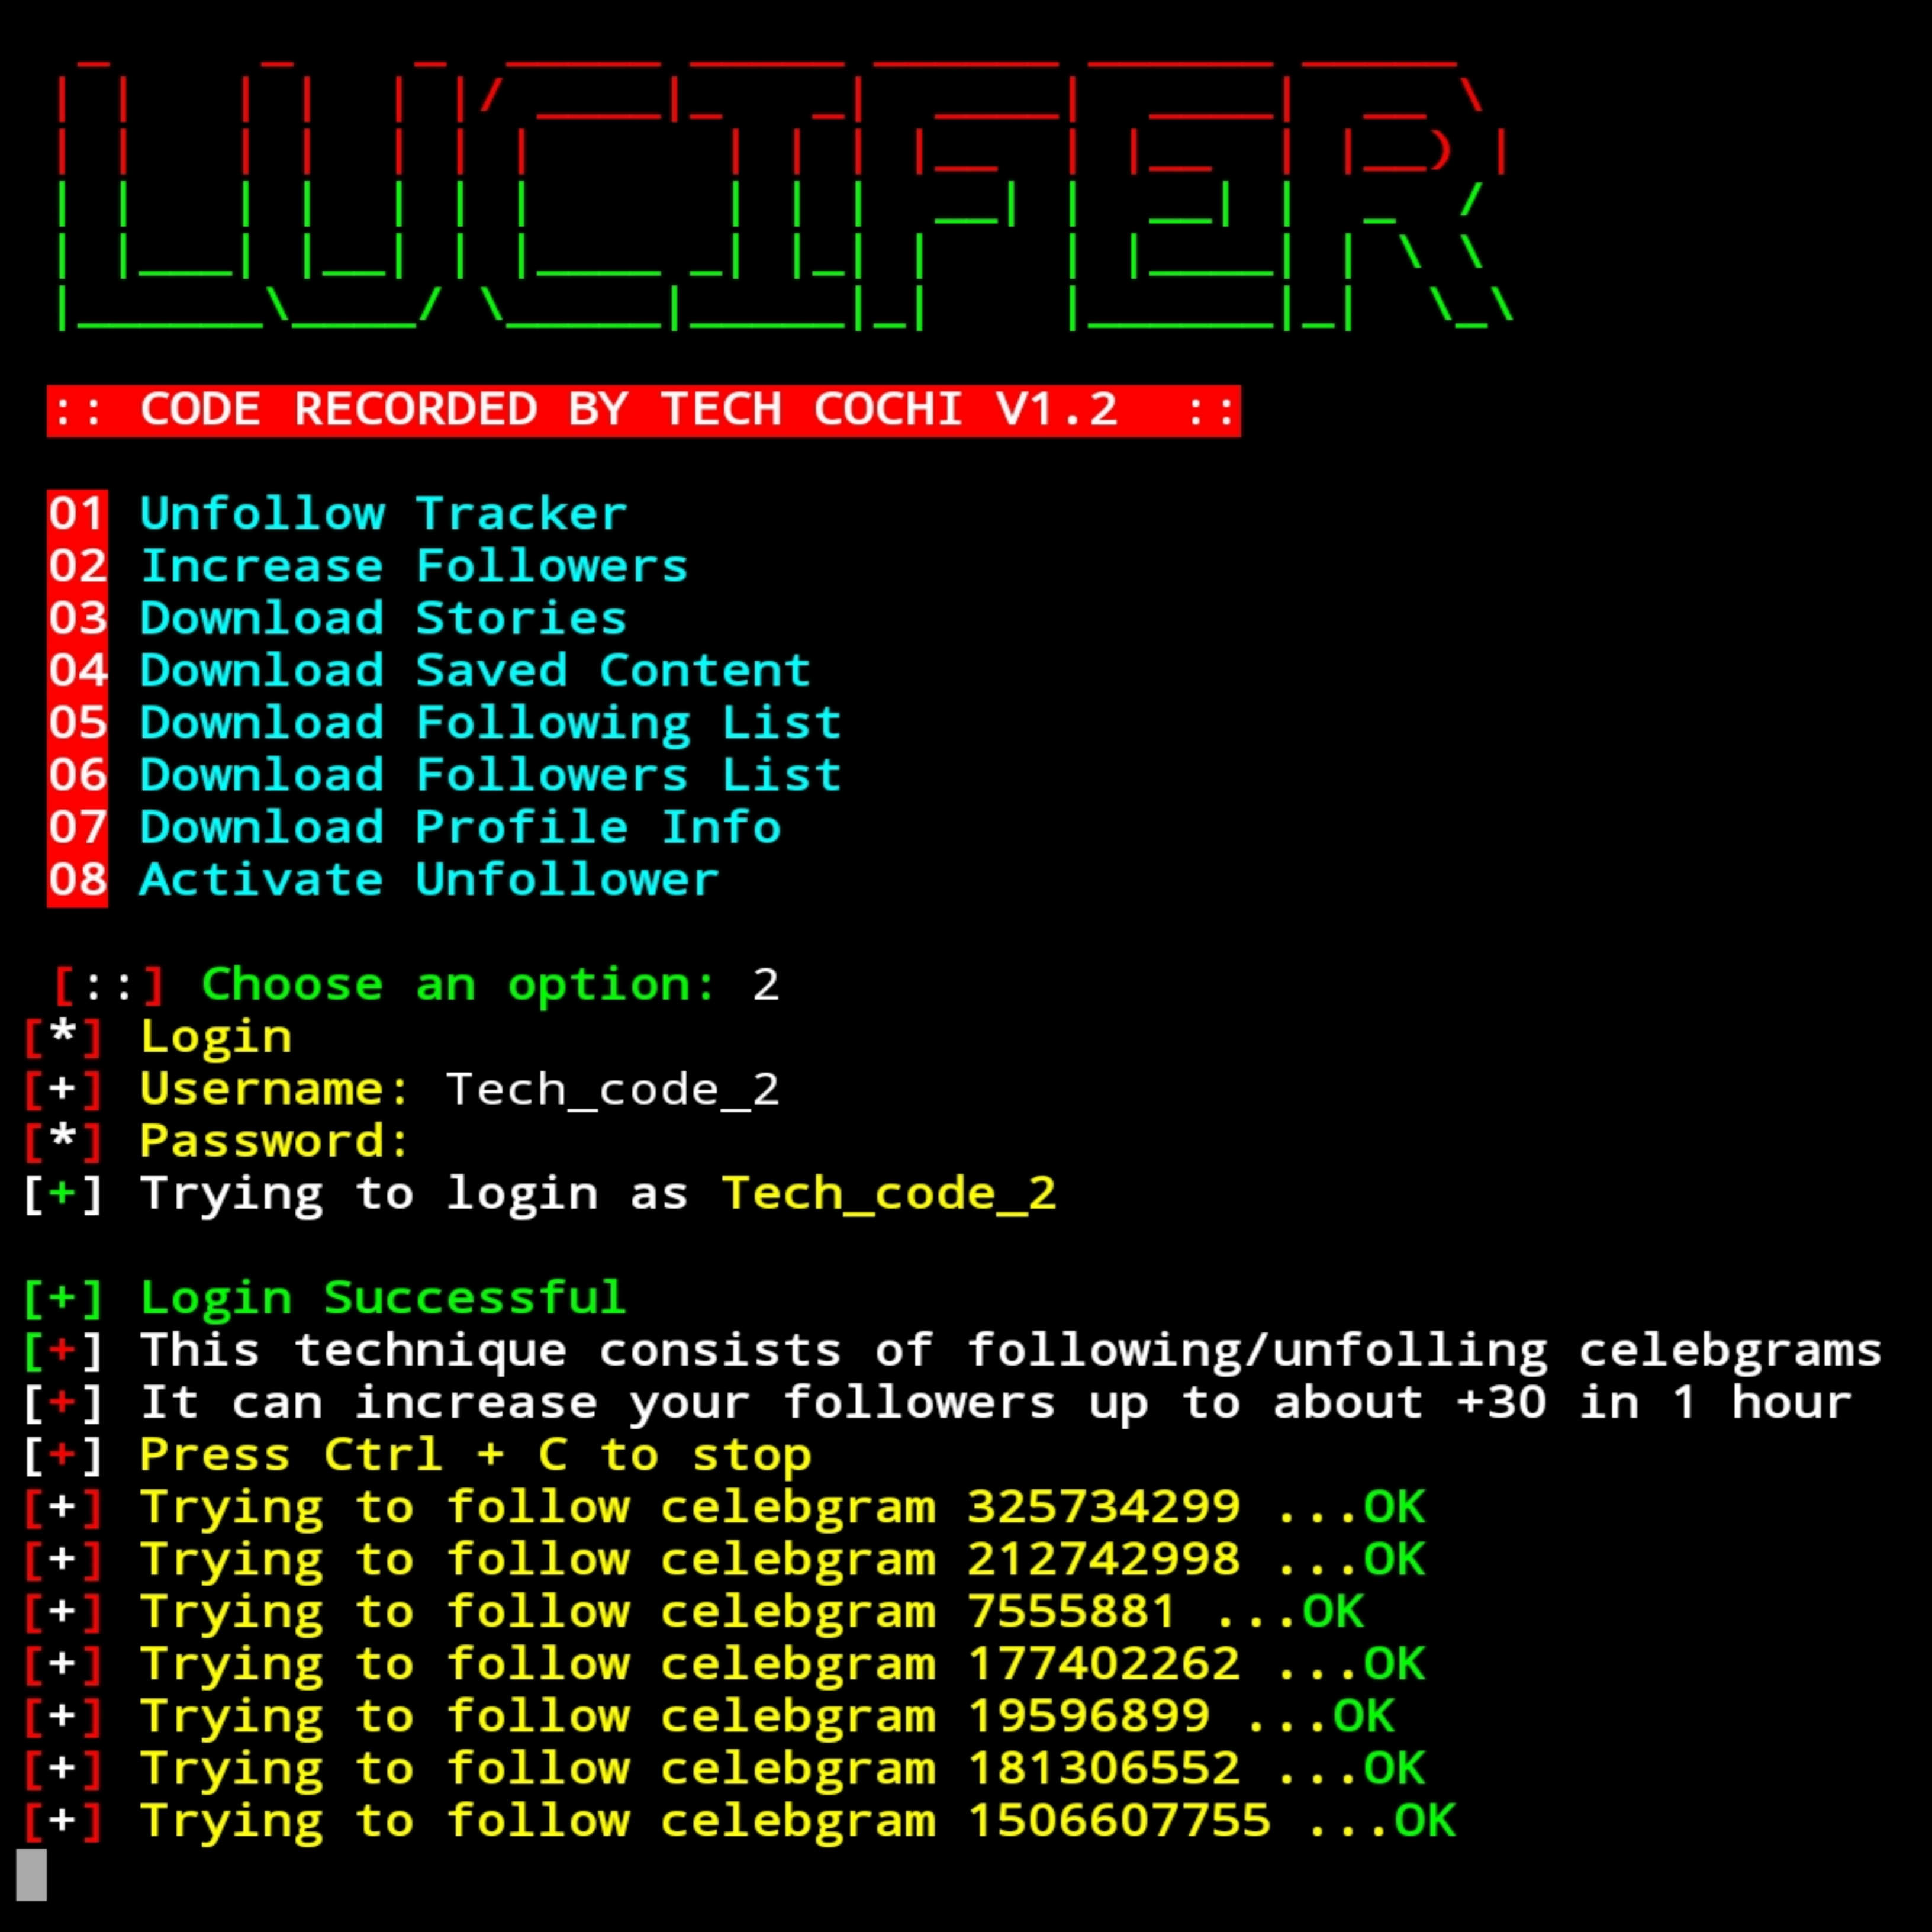 LUCIFER
:: CODE RECORDED BY TECH COCHI V1.2 ::
01 Unfollow Tracker
02 Increase Followers
03 Download Stories
04 Download Saved Content
05 Download Following List
06 Download Followers List
07 Download Profile Info
08 Activate Unfollower
[::] Choose an option: 2
[*] Login
[+] Username: Tech_code_2
[*] Password:
[+] Trying to login as Tech_code_2
[+] Login Successful
[+] This technique consists of following/unfolling celebgrams
[+] It can increase your followers up to about +30 in 1 hour
[+] Press Ctrl + C to stop
[+] Trying to follow celebgram 325734299 ...OK
[+] Trying to follow celebgram 212742998 ...OK
[+] Trying to follow celebgram 7555881 ...OK
[+] Trying to follow celebgram 177402262 ...OK
[+] Trying to follow celebgram 19596899 ...OK
[+] Trying to follow celebgram 181306552 ...OK
[+] Trying to follow celebgram 1506607755 ...OK